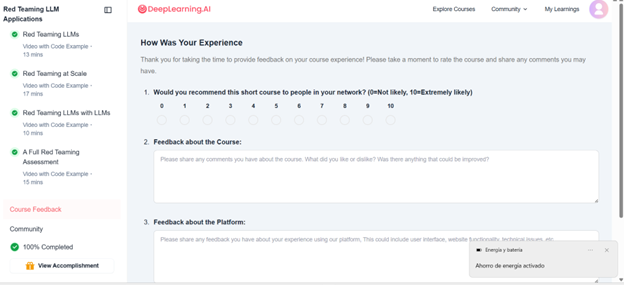 Red Teaming LLM
Applications
DeepLearning.AI
Explore Courses
Community
My Learnings
Red Teaming LLMs
Video with Code Example •
13 mins
Red Teaming at Scale
Video with Code Example •
17 mins
Red Teaming LLMs with LLMs
Video with Code Example •
10 mins
A Full Red Teaming
Assessment
Video with Code Example •
15 mins
Course Feedback
Community
100% Completed
View Accomplishment
How Was Your Experience
Thank you for taking the time to provide feedback on your course experience! Please take a moment to rate the course and share any comments you may
have.
1. Would you recommend this short course to people in your network? (0=Not likely, 10=Extremely likely)
0 1 2 3 4 5 6 7 8 9 10
2. Feedback about the Course:
Please share any comments you have about the course. What did you like or dislike? Was there anything that could be improved?
3. Feedback about the Platform:
Please share any feedback you have about your experience using our platform. This could include user interface, website functionality, technical issues, etc.
Energía y batería
Ahorro de energía activado